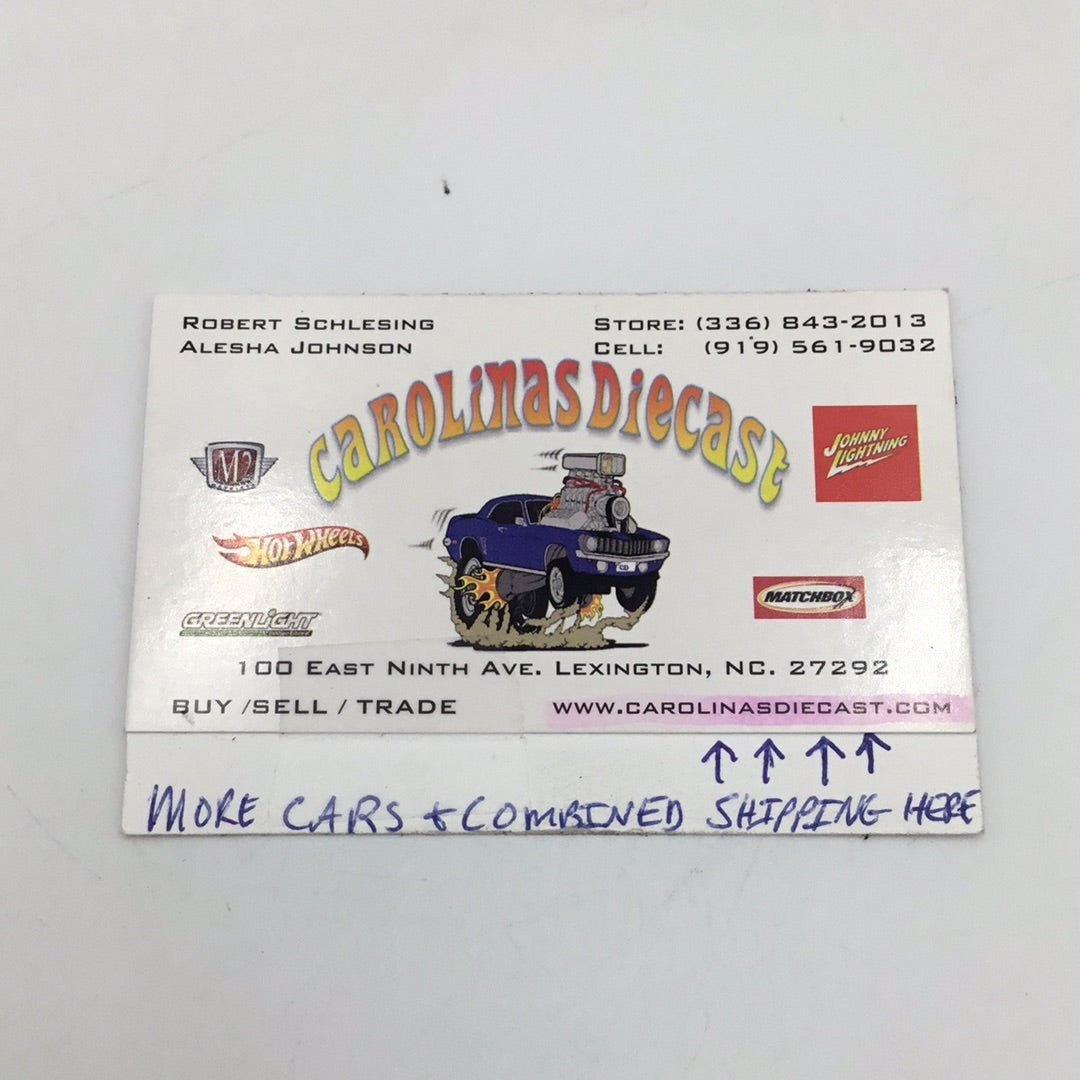 ROBERT SCHLESING
ALESHA JOHNSON
STORE: (336) 843-2013
CELL: (919) 561-9032
CAROLINAS DIECAST
M2
JOHNNY
LIGHTNING
HOT WHEELS
CD
MATCHBOX
GREENLIGHT
100 EAST NINTH AVE. LEXINGTON, NC. 27292
BUY /SELL / TRADE
WWW.CAROLINASDIECAST.COM
MORE CARS + COMBINED SHIPPING HERE